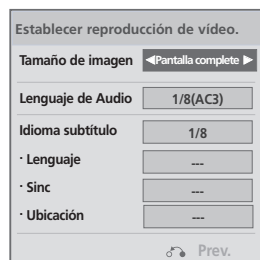 Establecer reproducción de vídeo.
Tamaño de imagen ◀Pantalla complete ▶
Lenguaje de Audio 1/8(AC3)
Idioma subtítulo 1/8
· Lenguaje ---
· Sinc ---
· Ubicación ---
Prev.